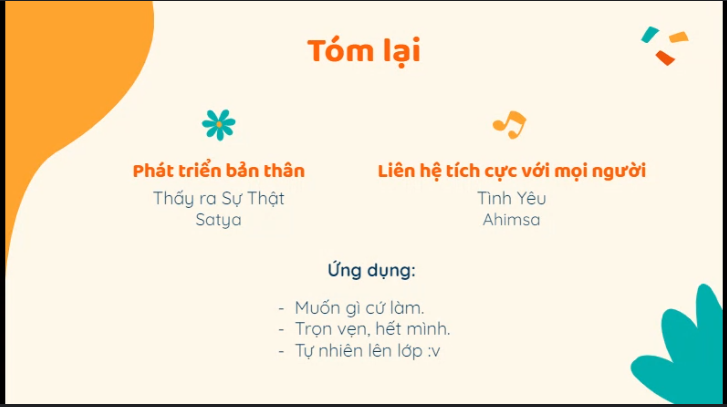 Tóm lại
Phát triển bản thân
Thấy ra Sự Thật
Satya
Liên hệ tích cực với mọi người
Tình Yêu
Ahimsa
Ứng dụng:
- Muốn gì cứ làm.
- Trọn vẹn, hết mình.
- Tự nhiên lên lớp :v